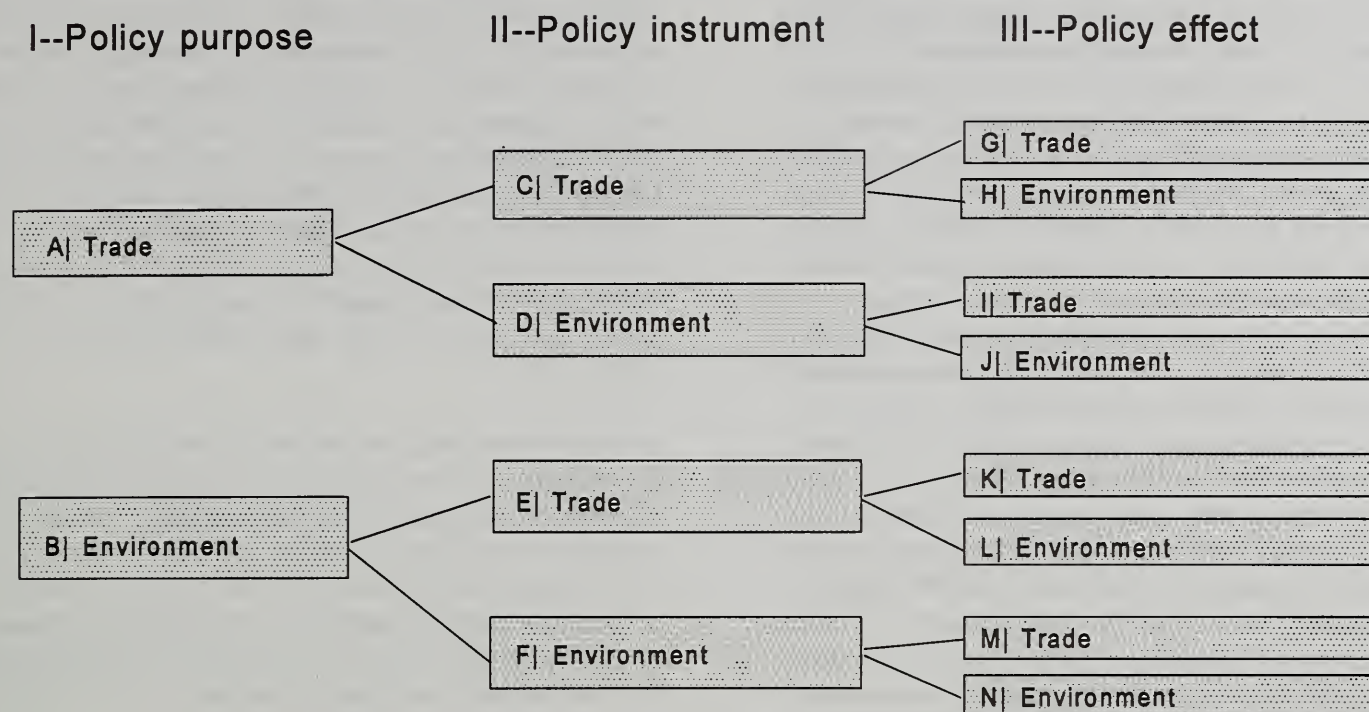 I--Policy purpose
II--Policy instrument
III--Policy effect
A| Trade
B| Environment
C| Trade
D| Environment
E| Trade
F| Environment
G| Trade
H| Environment
I| Trade
J| Environment
K| Trade
L| Environment
M| Trade
N| Environment